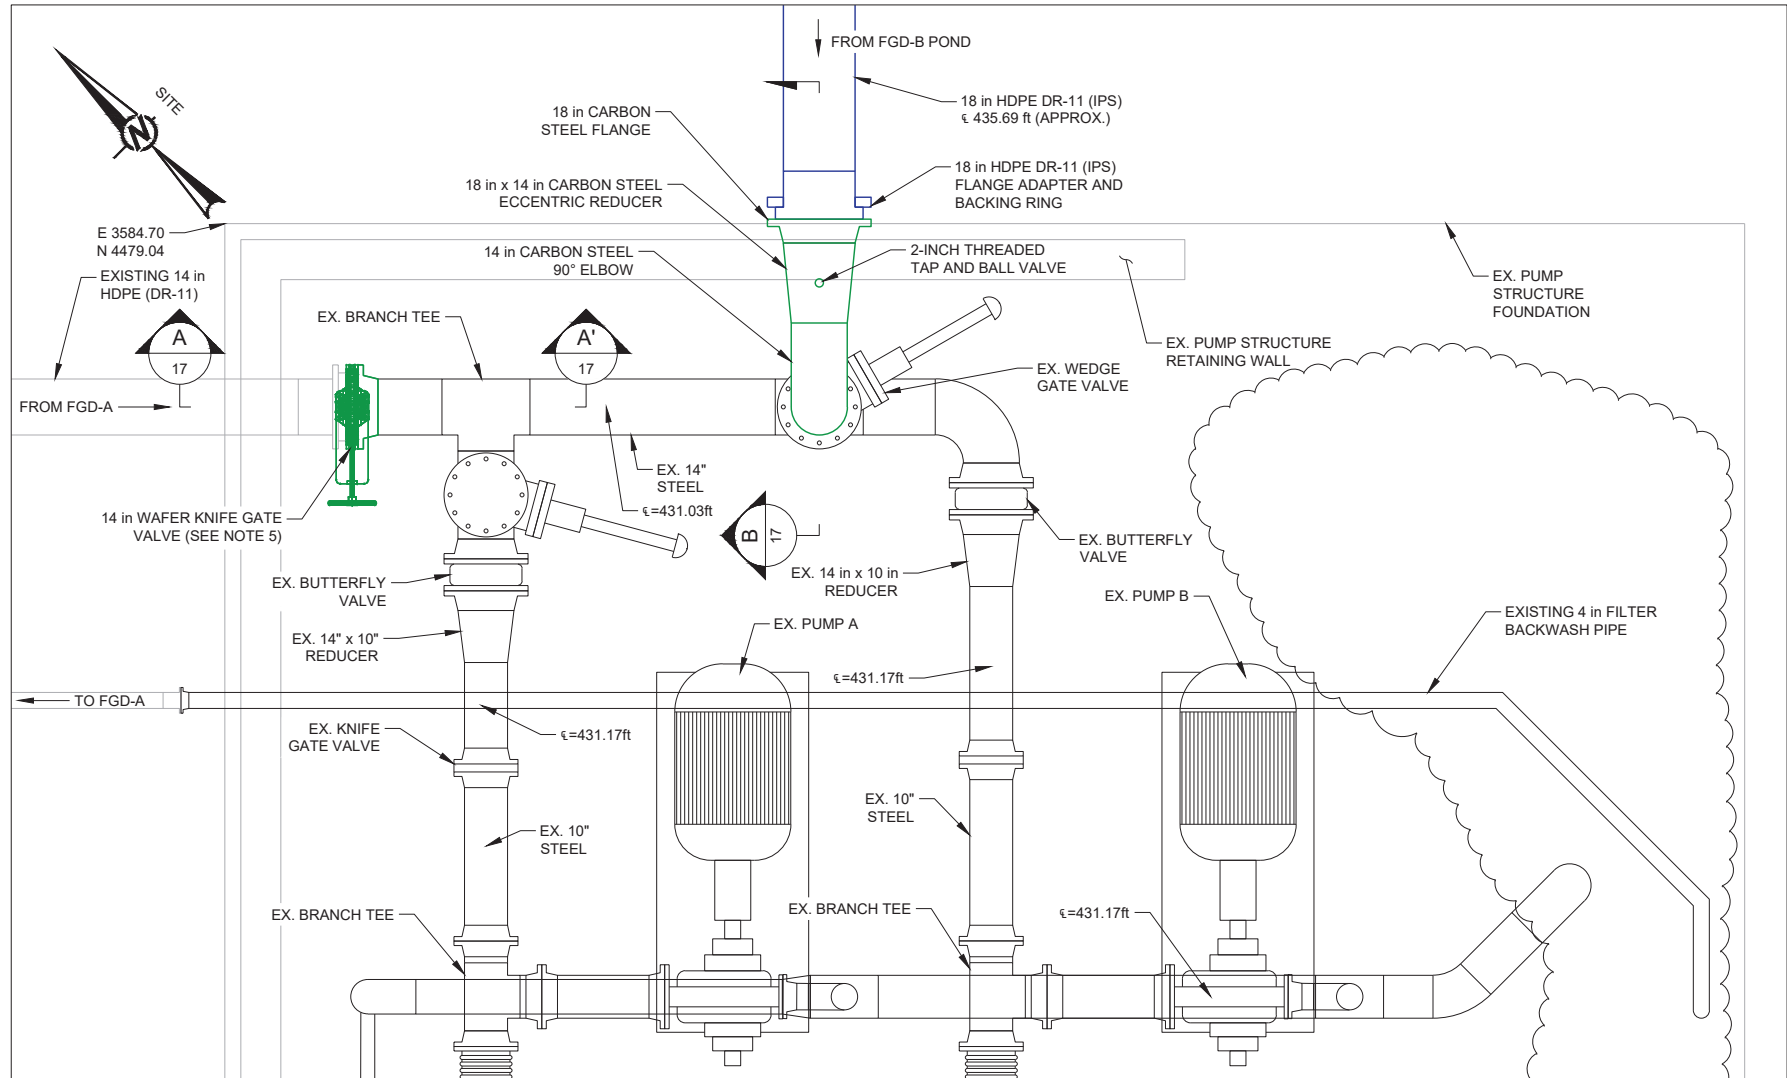 FROM FGD-B POND
SITE
N
18 in CARBON
STEEL FLANGE
18 in HDPE DR-11 (IPS)
℄ 435.69 ft (APPROX.)
18 in x 14 in CARBON STEEL
ECCENTRIC REDUCER
18 in HDPE DR-11 (IPS)
FLANGE ADAPTER AND
BACKING RING
E 3584.70
N 4479.04
14 in CARBON STEEL
90° ELBOW
2-INCH THREADED
TAP AND BALL VALVE
EXISTING 14 in
HDPE (DR-11)
EX. PUMP
STRUCTURE
FOUNDATION
EX. BRANCH TEE
A
17
A'
17
EX. PUMP STRUCTURE
RETAINING WALL
EX. WEDGE
GATE VALVE
FROM FGD-A
EX. 14"
STEEL
℄=431.03ft
14 in WAFER KNIFE GATE
VALVE (SEE NOTE 5)
B
17
EX. BUTTERFLY
VALVE
EX. BUTTERFLY
VALVE
EX. 14 in x 10 in
REDUCER
EX. PUMP B
EXISTING 4 in FILTER
BACKWASH PIPE
EX. 14" x 10"
REDUCER
EX. PUMP A
℄=431.17ft
TO FGD-A
EX. KNIFE
GATE VALVE
℄=431.17ft
EX. 10"
STEEL
EX. 10"
STEEL
EX. BRANCH TEE
EX. BRANCH TEE
℄=431.17ft